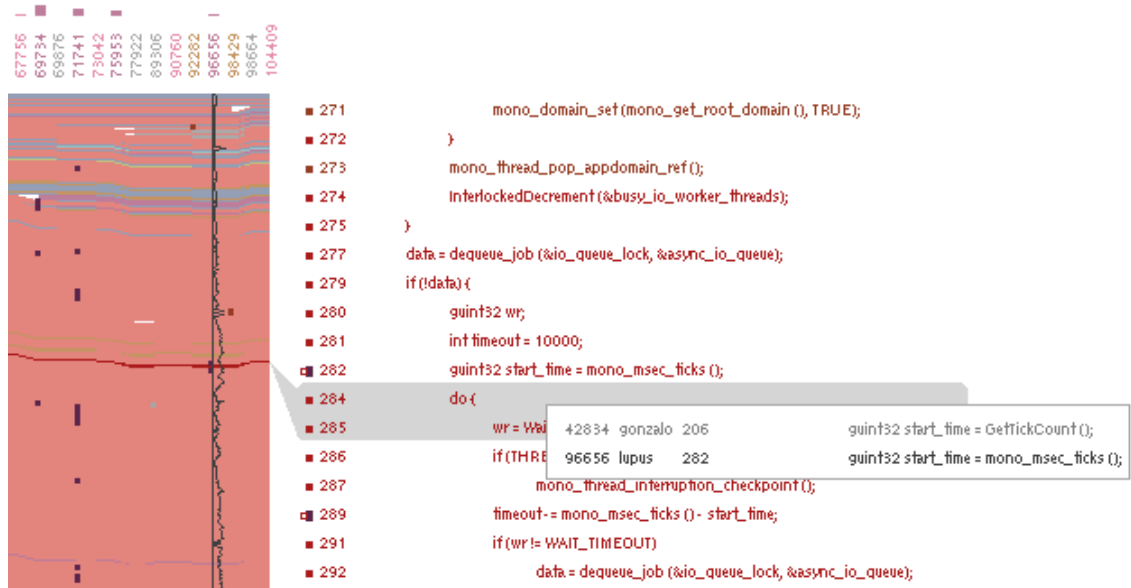 67756
69734
69876
71741
73042
75953
77922
89306
90760
92282
96656
98429
98664
104409
271 mono_domain_set (mono_get_root_domain (), TRUE);
272 }
273 mono_thread_pop_appdomain_ref ();
274 InterlockedDecrement (&busy_io_worker_threads);
275 }
277 data = dequeue_job (&io_queue_lock, &async_io_queue);
279 if (!data) {
280 guint32 wr;
281 int timeout = 10000;
282 guint32 start_time = mono_msec_ticks ();
284 do {
285 wr = Wai
42834 gonzalo 206 guint32 start_time = GetTickCount ();
286 if (THRE
96656 lupus 282 guint32 start_time = mono_msec_ticks ();
287 mono_thread_interruption_checkpoint ();
289 timeout -= mono_msec_ticks () - start_time;
291 if (wr != WAIT_TIMEOUT)
292 data = dequeue_job (&io_queue_lock, &async_io_queue);